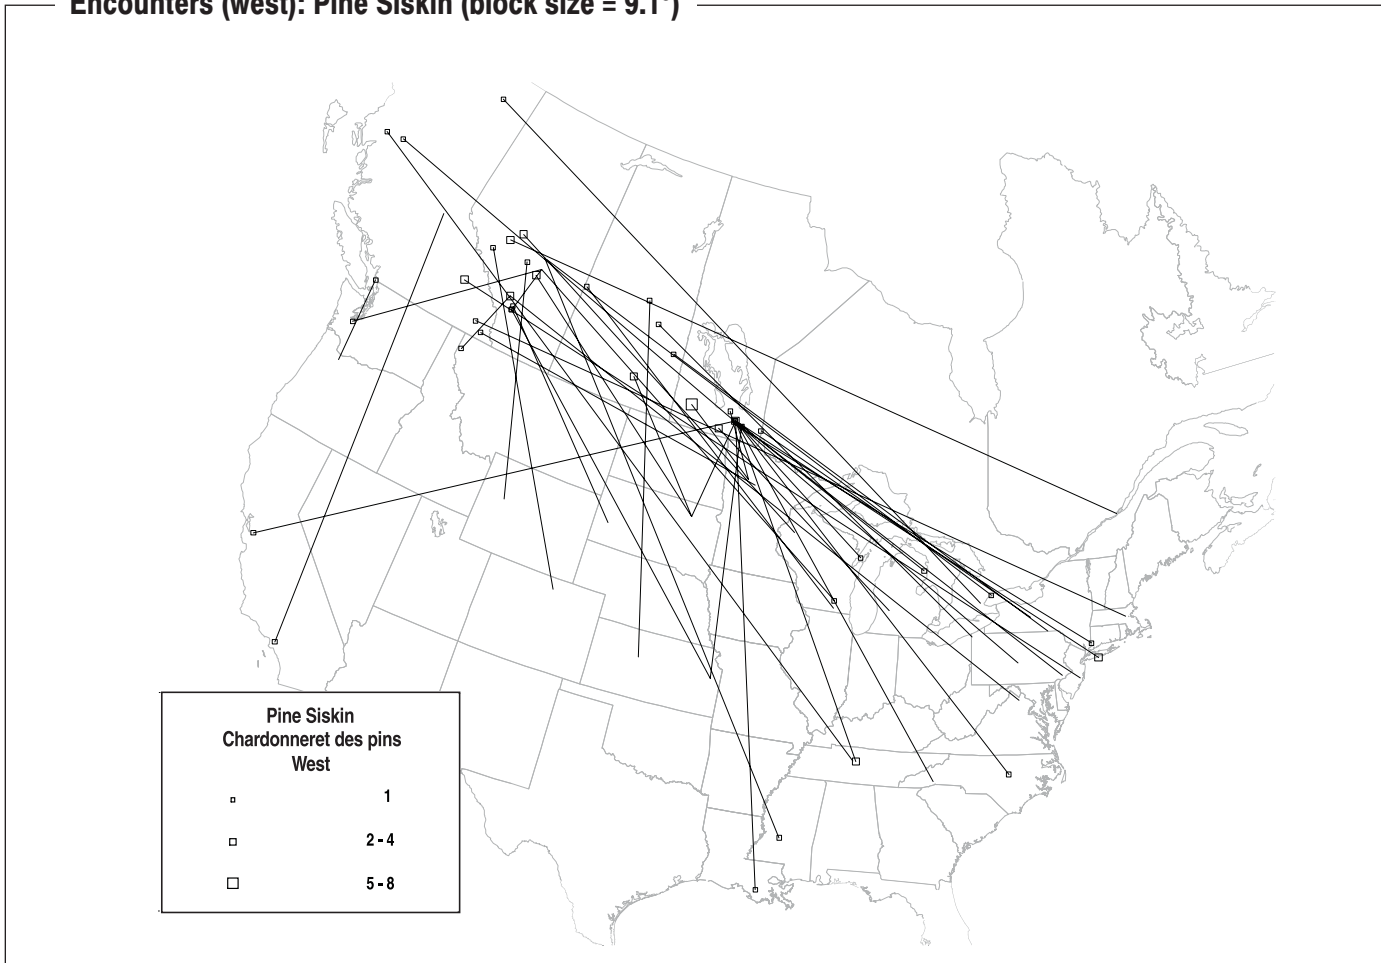 Encounters (west): Pine Siskin (block size = 9.1°)
Pine Siskin
Chardonneret des pins
West
1
2 - 4
5 - 8